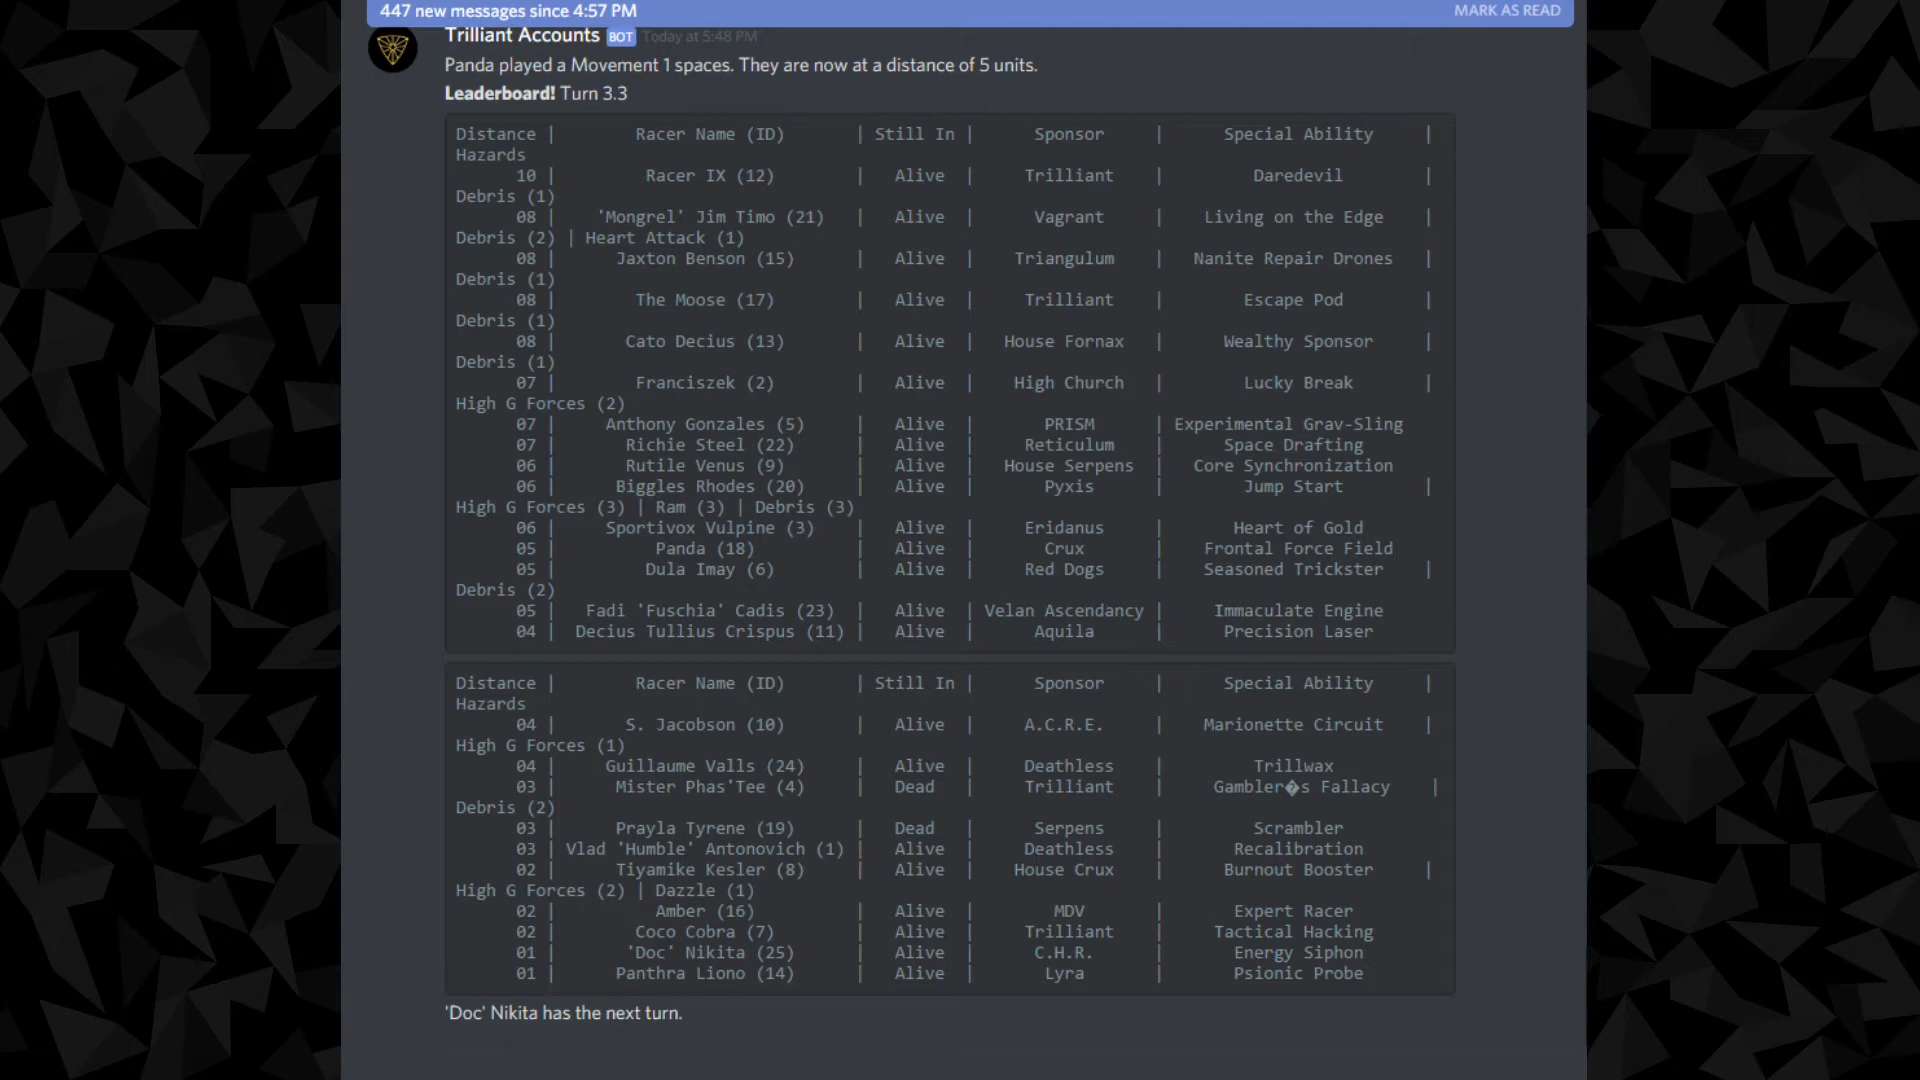 447 new messages since 4:57 PM MARK AS READ
Trilliant Accounts BOT Today at 5:48 PM
Panda played a Movement 1 spaces. They are now at a distance of 5 units.
Leaderboard! Turn 3.3
Distance | Racer Name (ID) | Still In | Sponsor | Special Ability |
Hazards
10 | Racer IX (12) | Alive | Trilliant | Daredevil |
Debris (1)
08 | 'Mongrel' Jim Timo (21) | Alive | Vagrant | Living on the Edge |
Debris (2) | Heart Attack (1)
08 | Jaxton Benson (15) | Alive | Triangulum | Nanite Repair Drones |
Debris (1)
08 | The Moose (17) | Alive | Trilliant | Escape Pod |
Debris (1)
08 | Cato Decius (13) | Alive | House Fornax | Wealthy Sponsor |
Debris (1)
07 | Franciszek (2) | Alive | High Church | Lucky Break |
High G Forces (2)
07 | Anthony Gonzales (5) | Alive | PRISM | Experimental Grav-Sling
07 | Richie Steel (22) | Alive | Reticulum | Space Drafting
06 | Rutile Venus (9) | Alive | House Serpens | Core Synchronization
06 | Biggles Rhodes (20) | Alive | Pyxis | Jump Start |
High G Forces (3) | Ram (3) | Debris (3)
06 | Sportivox Vulpine (3) | Alive | Eridanus | Heart of Gold
05 | Panda (18) | Alive | Crux | Frontal Force Field
05 | Dula Imay (6) | Alive | Red Dogs | Seasoned Trickster |
Debris (2)
05 | Fadi 'Fuschia' Cadis (23) | Alive | Velan Ascendancy | Immaculate Engine
04 | Decius Tullius Crispus (11) | Alive | Aquila | Precision Laser
Distance | Racer Name (ID) | Still In | Sponsor | Special Ability |
Hazards
04 | S. Jacobson (10) | Alive | A.C.R.E. | Marionette Circuit |
High G Forces (1)
04 | Guillaume Valls (24) | Alive | Deathless | Trillwax
03 | Mister Phas'Tee (4) | Dead | Trilliant | Gambler�s Fallacy |
Debris (2)
03 | Prayla Tyrene (19) | Dead | Serpens | Scrambler
03 | Vlad 'Humble' Antonovich (1) | Alive | Deathless | Recalibration
02 | Tiyamike Kesler (8) | Alive | House Crux | Burnout Booster |
High G Forces (2) | Dazzle (1)
02 | Amber (16) | Alive | MDV | Expert Racer
02 | Coco Cobra (7) | Alive | Trilliant | Tactical Hacking
01 | 'Doc' Nikita (25) | Alive | C.H.R. | Energy Siphon
01 | Panthra Liono (14) | Alive | Lyra | Psionic Probe
'Doc' Nikita has the next turn.